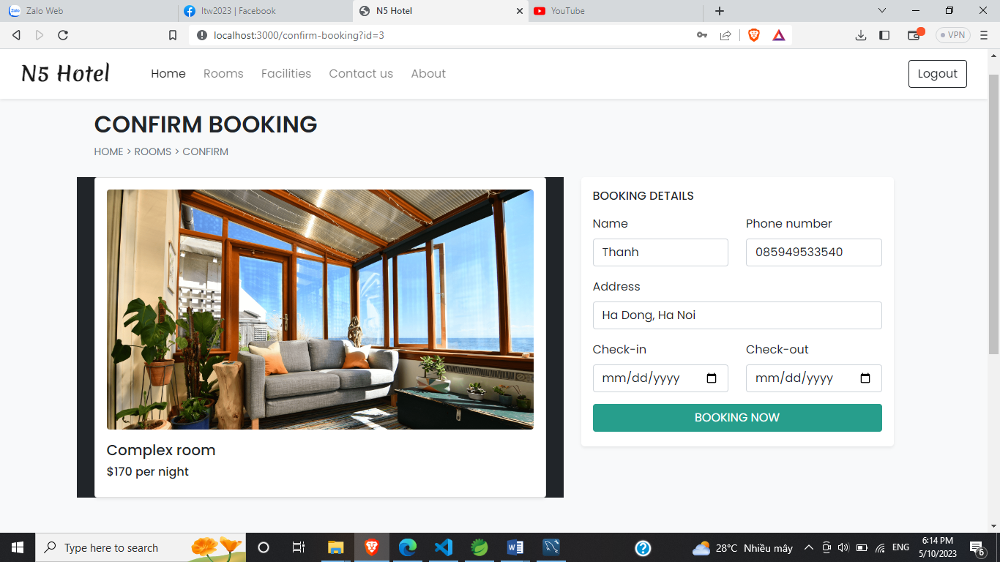 Zalo Web
ltw2023 | Facebook
N5 Hotel
YouTube
localhost:3000/confirm-booking?id=3
VPN
N5 Hotel
Home
Rooms
Facilities
Contact us
About
Logout
CONFIRM BOOKING
HOME > ROOMS > CONFIRM
BOOKING DETAILS
Name
Phone number
Thanh
085949533540
Address
Ha Dong, Ha Noi
Check-in
Check-out
mm/dd/yyyy
mm/dd/yyyy
BOOKING NOW
Complex room
$170 per night
Type here to search
28°C Nhiều mây
ENG
6:14 PM
5/10/2023
6